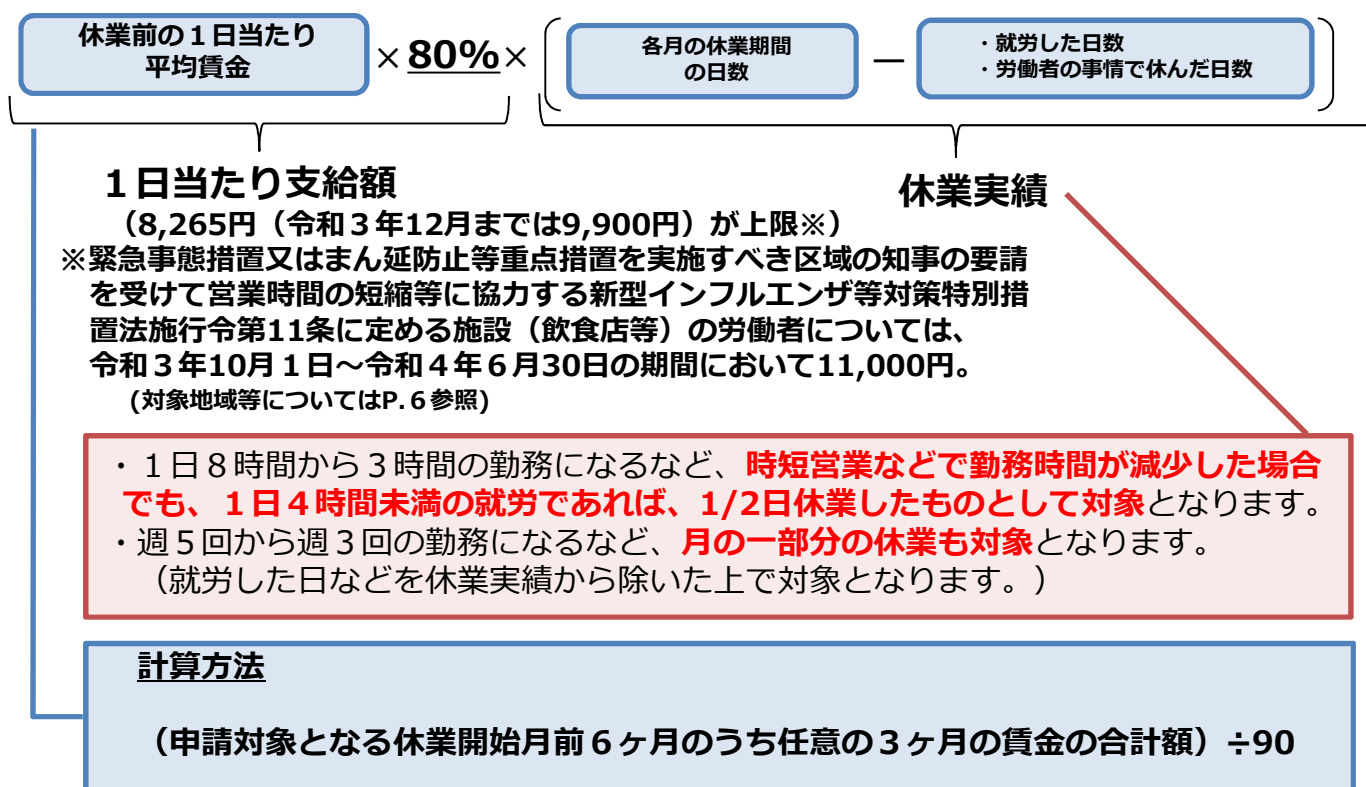 休業前の１日当たり
平均賃金
×80%×
各月の休業期間
の日数
―
・就労した日数
・労働者の事情で休んだ日数
１日当たり支給額
（8,265円（令和３年12月までは9,900円）が上限※）
※緊急事態措置又はまん延防止等重点措置を実施すべき区域の知事の要請
を受けて営業時間の短縮等に協力する新型インフルエンザ等対策特別措
置法施行令第11条に定める施設（飲食店等）の労働者については、
令和３年10月１日～令和４年６月30日の期間において11,000円。
(対象地域等についてはP.６参照)
休業実績
・１日８時間から３時間の勤務になるなど、時短営業などで勤務時間が減少した場合
でも、１日４時間未満の就労であれば、1/2日休業したものとして対象となります。
・週５回から週３回の勤務になるなど、月の一部分の休業も対象となります。
（就労した日などを休業実績から除いた上で対象となります。）
計算方法
（申請対象となる休業開始月前６ヶ月のうち任意の３ヶ月の賃金の合計額）÷90